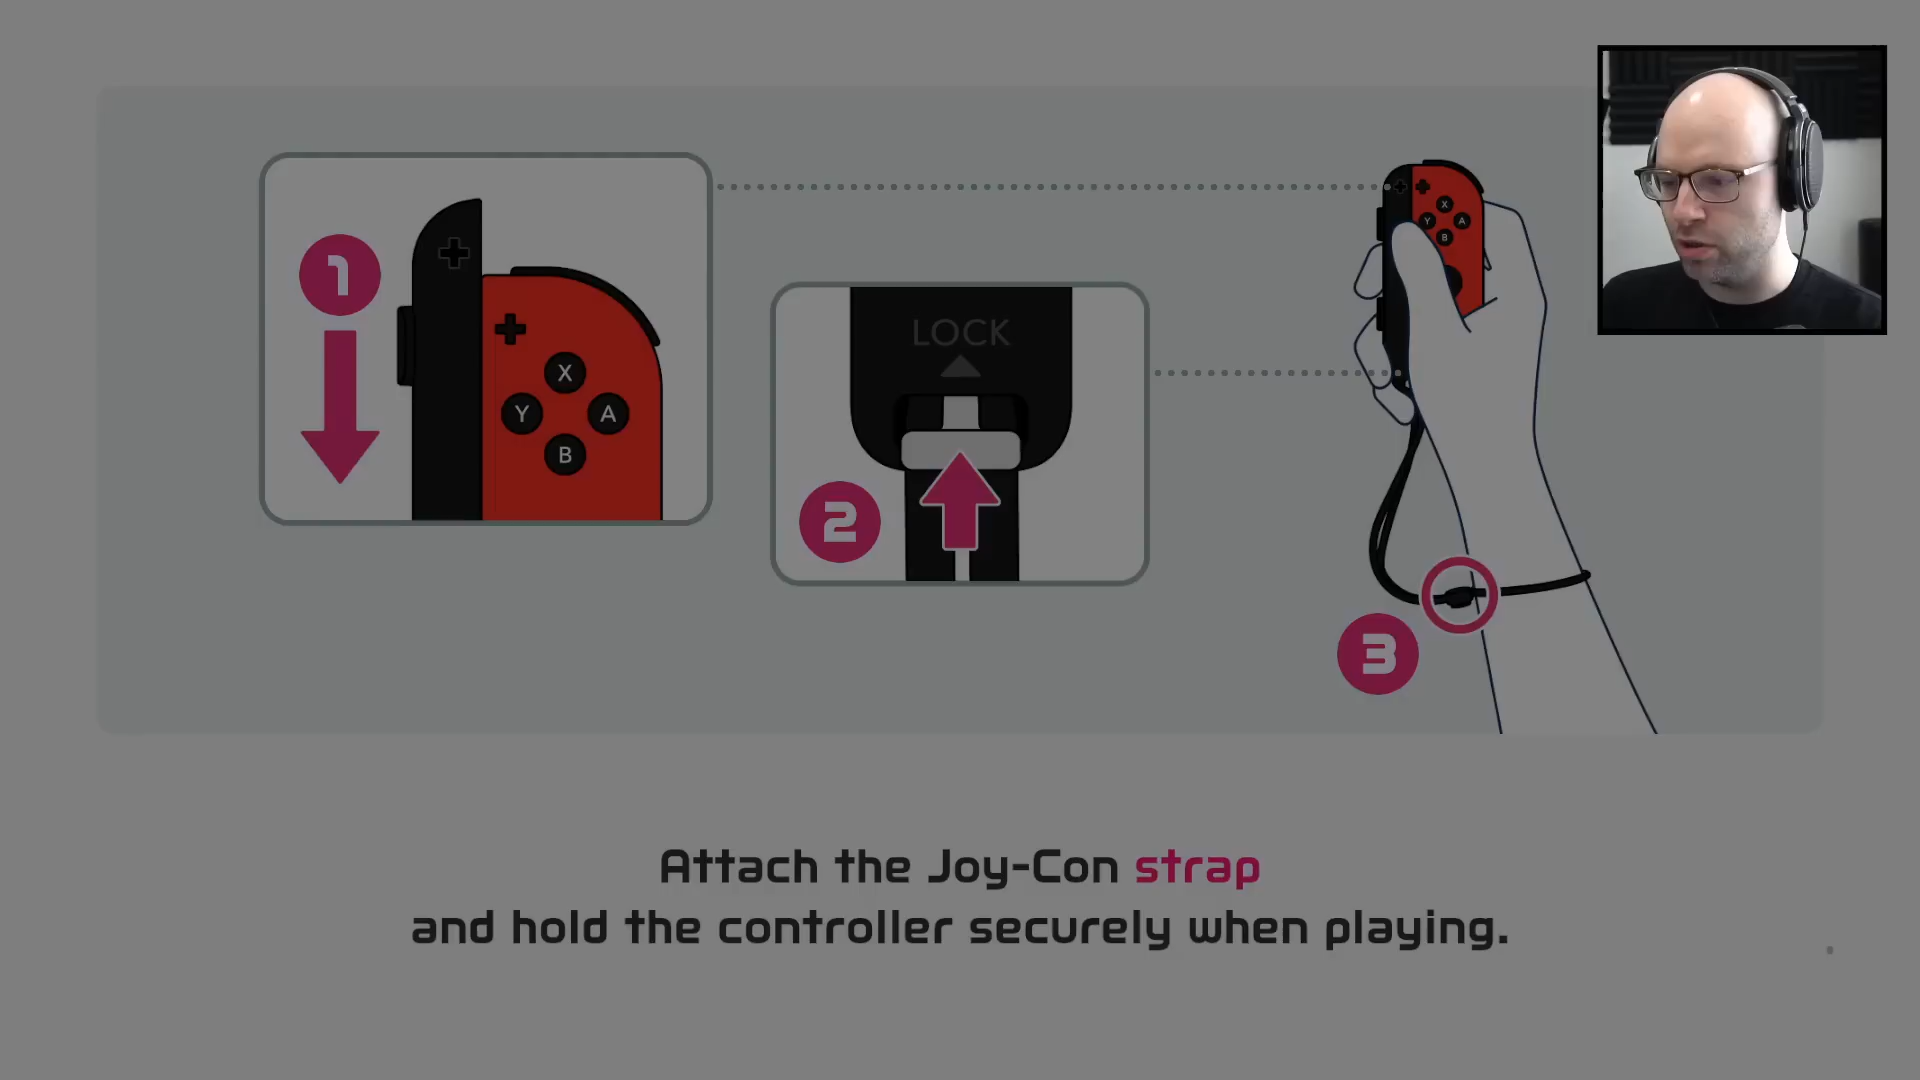 1
X
Y
A
B
LOCK
2
X
Y
A
B
3
Attach the Joy-Con strap
and hold the controller securely when playing.